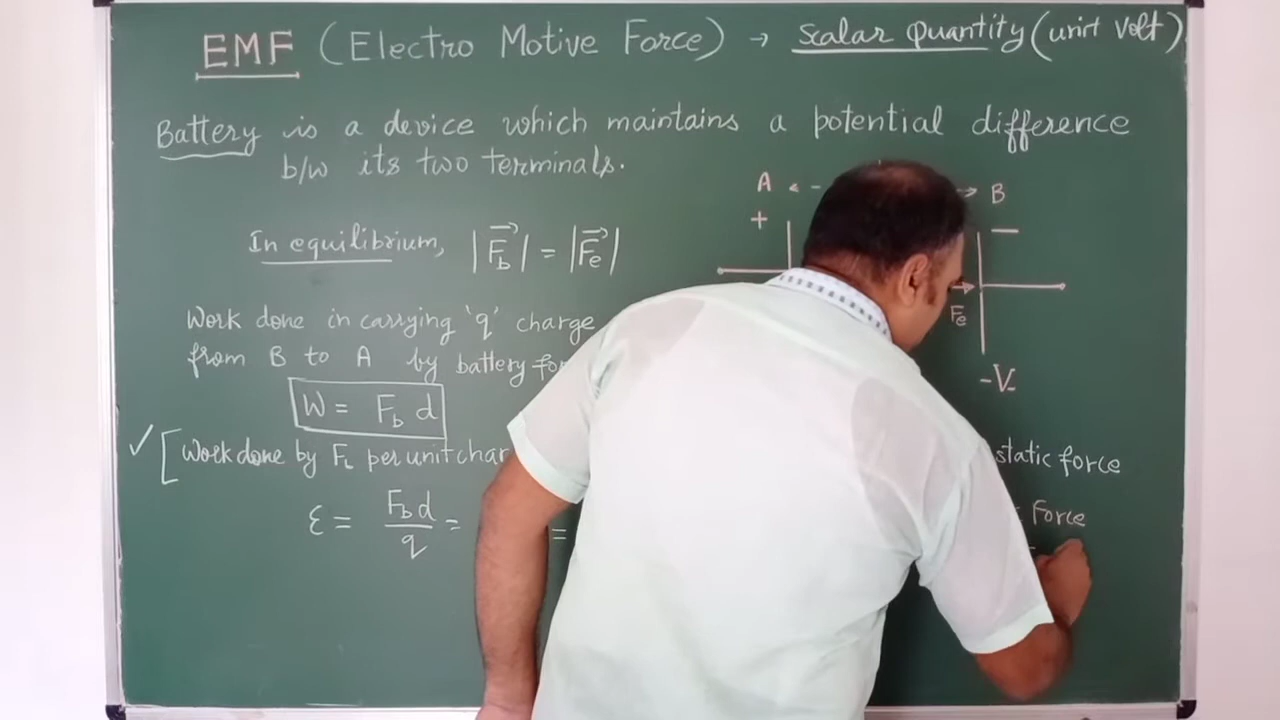 EMF (Electro Motive Force) → scalar quantity (unit volt)
Battery is a device which maintains a potential difference
b/w its two terminals.
A B
+ −
In equilibrium, |F⃗b| = |F⃗e|
Fe
Work done in carrying 'q' charge
from B to A by battery
-V
W = Fb d
✓ [Work done by Fb per unit static force
Force
ε = Fb d / q = =